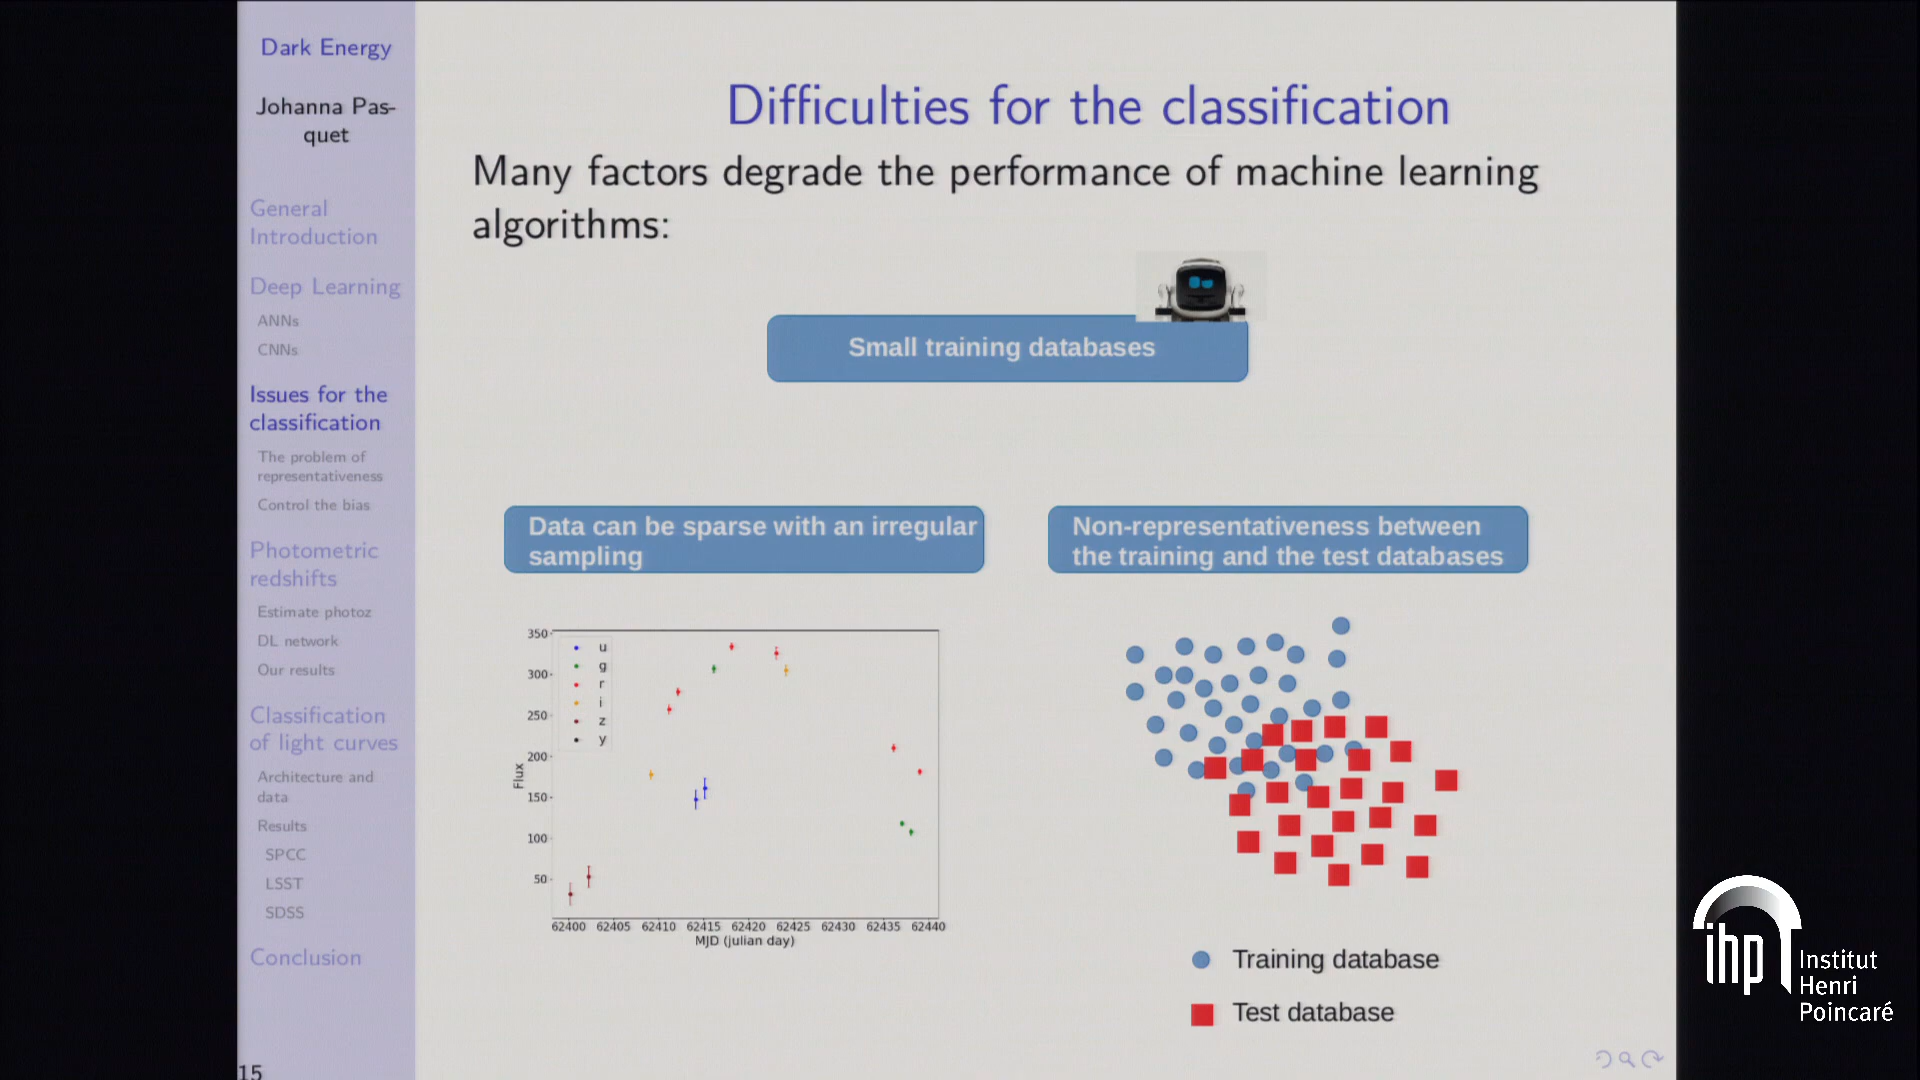 Dark Energy
Johanna Pas-
quet
General
Introduction
Deep Learning
ANNs
CNNs
Issues for the
classification
The problem of
representativeness
Control the bias
Photometric
redshifts
Estimate photoz
DL network
Our results
Classification
of light curves
Architecture and
data
Results
SPCC
LSST
SDSS
Conclusion
15
Difficulties for the classification
Many factors degrade the performance of machine learning
algorithms:
Small training databases
Data can be sparse with an irregular
sampling
Non-representativeness between
the training and the test databases
350
300
250
200
150
100
50
Flux
u
g
r
i
z
y
62400 62405 62410 62415 62420 62425 62430 62435 62440
MJD (julian day)
Training database
Test database
ihp
Institut
Henri
Poincaré